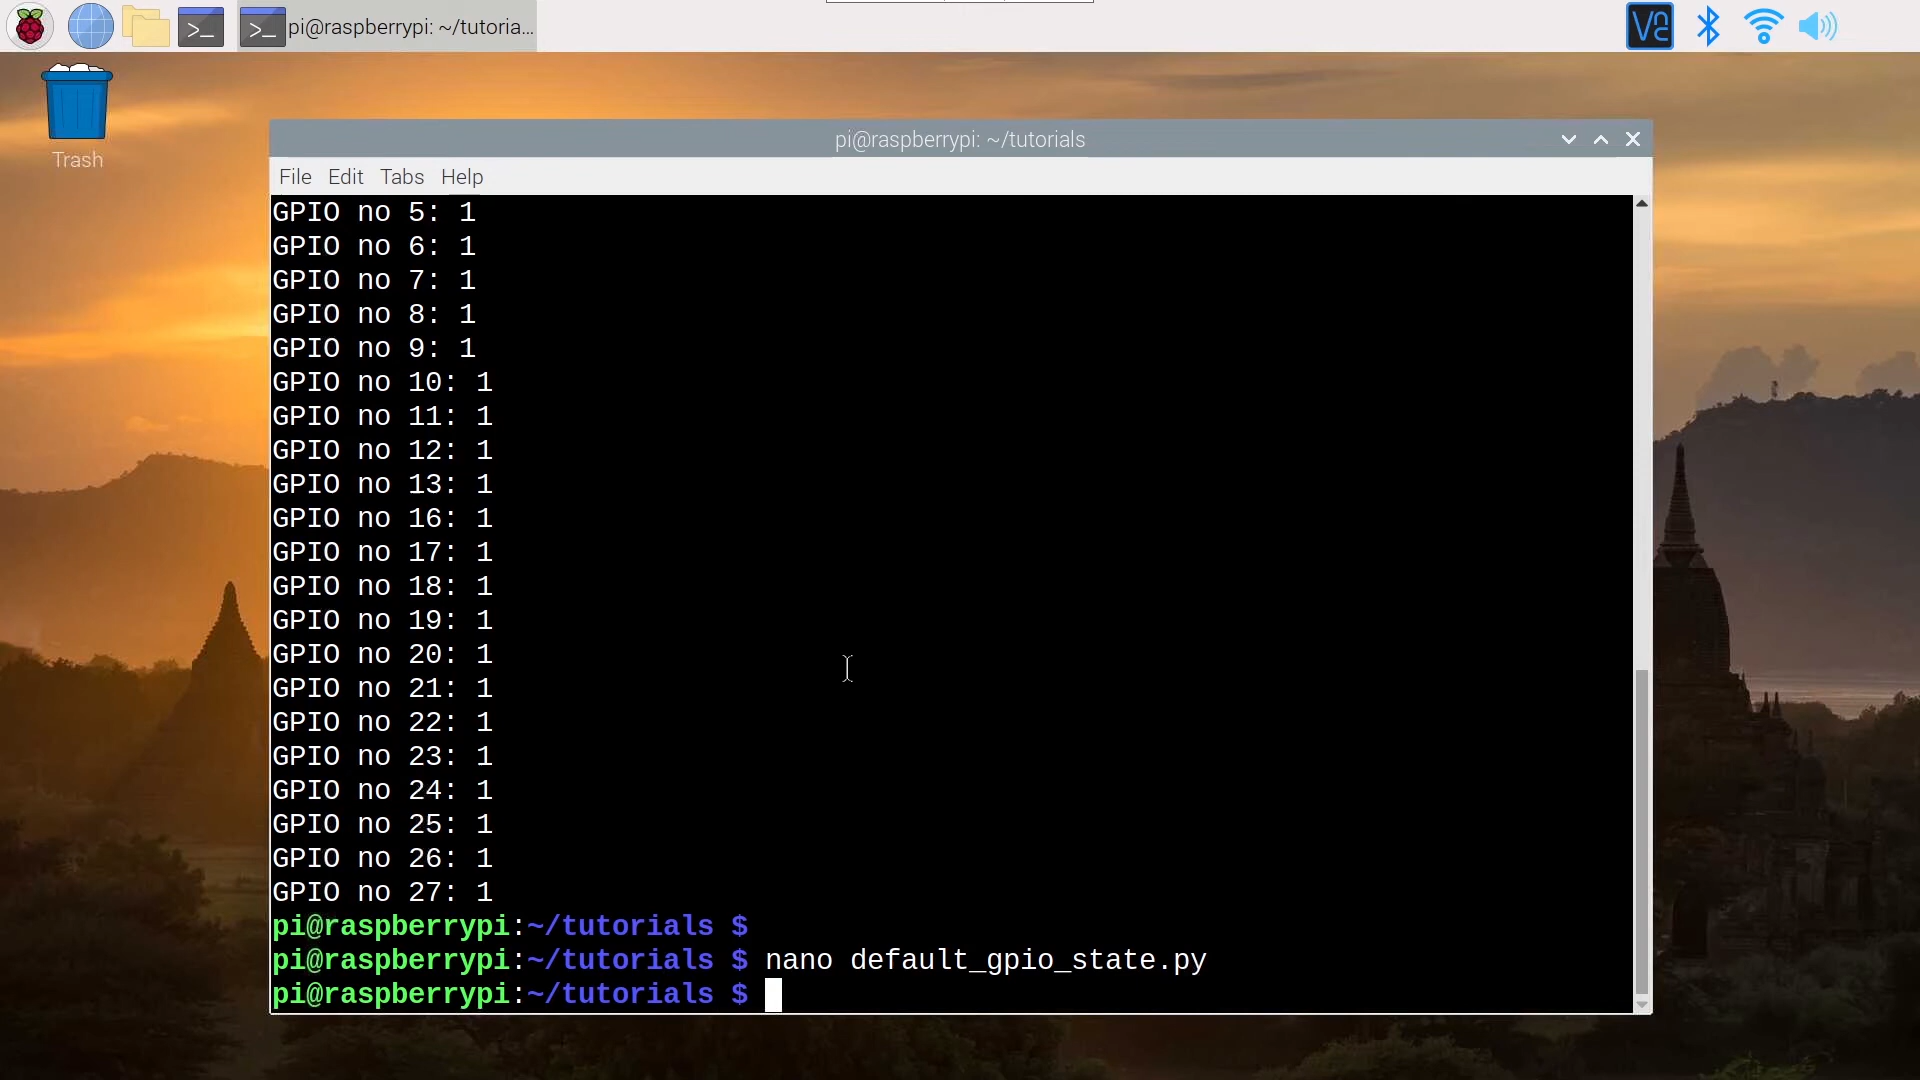 pi@raspberrypi: ~/tutoria...
Trash
pi@raspberrypi: ~/tutorials
File Edit Tabs Help
GPIO no 5: 1
GPIO no 6: 1
GPIO no 7: 1
GPIO no 8: 1
GPIO no 9: 1
GPIO no 10: 1
GPIO no 11: 1
GPIO no 12: 1
GPIO no 13: 1
GPIO no 16: 1
GPIO no 17: 1
GPIO no 18: 1
GPIO no 19: 1
GPIO no 20: 1
GPIO no 21: 1
GPIO no 22: 1
GPIO no 23: 1
GPIO no 24: 1
GPIO no 25: 1
GPIO no 26: 1
GPIO no 27: 1
pi@raspberrypi:~/tutorials $
pi@raspberrypi:~/tutorials $ nano default_gpio_state.py
pi@raspberrypi:~/tutorials $